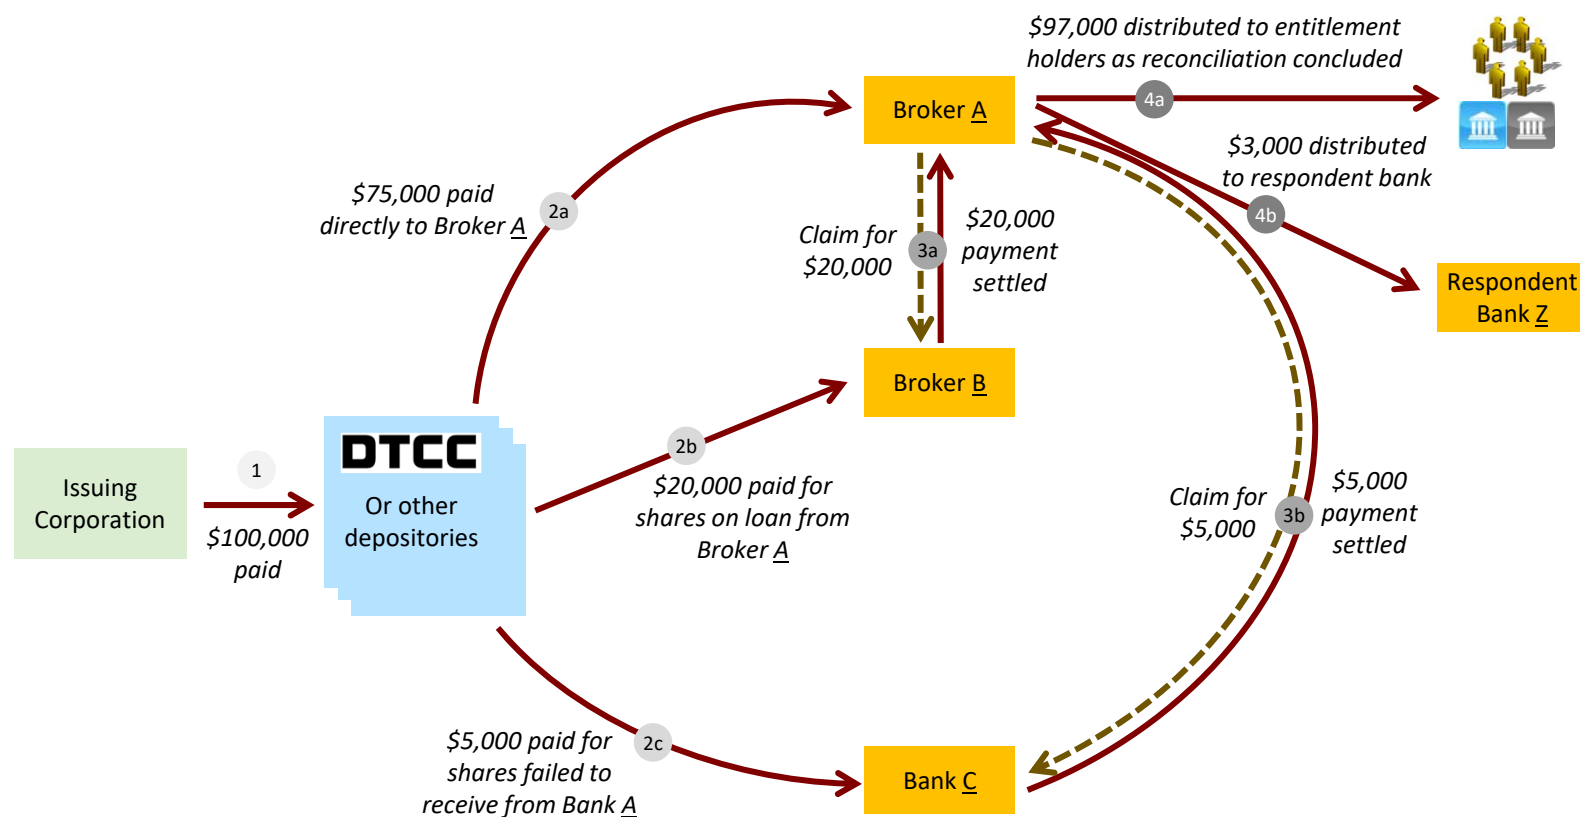 $97,000 distributed to entitlement
holders as reconciliation concluded
4a
Broker A
$3,000 distributed
to respondent bank
4b
$75,000 paid
directly to Broker A
2a
Claim for
$20,000
3a
$20,000
payment
settled
Respondent
Bank Z
Broker B
DTCC
Or other
depositories
Issuing
Corporation
1
$100,000
paid
2b
$20,000 paid for
shares on loan from
Broker A
Claim for
$5,000
3b
$5,000
payment
settled
2c
$5,000 paid for
shares failed to
receive from Bank A
Bank C